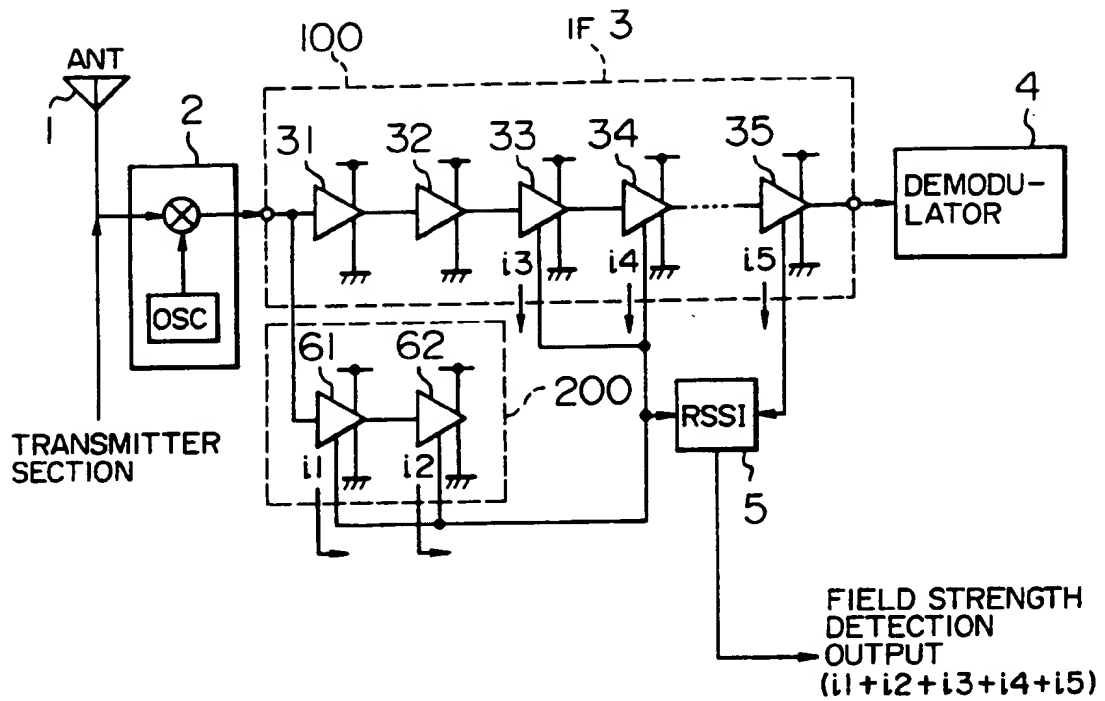 100
IF 3
ANT
1
2
4
31
32
33
34
35
DEMODU-
LATOR
i3
i4
i5
OSC
61
62
200
RSSI
TRANSMITTER
SECTION
i1
i2
5
FIELD STRENGTH
DETECTION
OUTPUT
(i1+i2+i3+i4+i5)